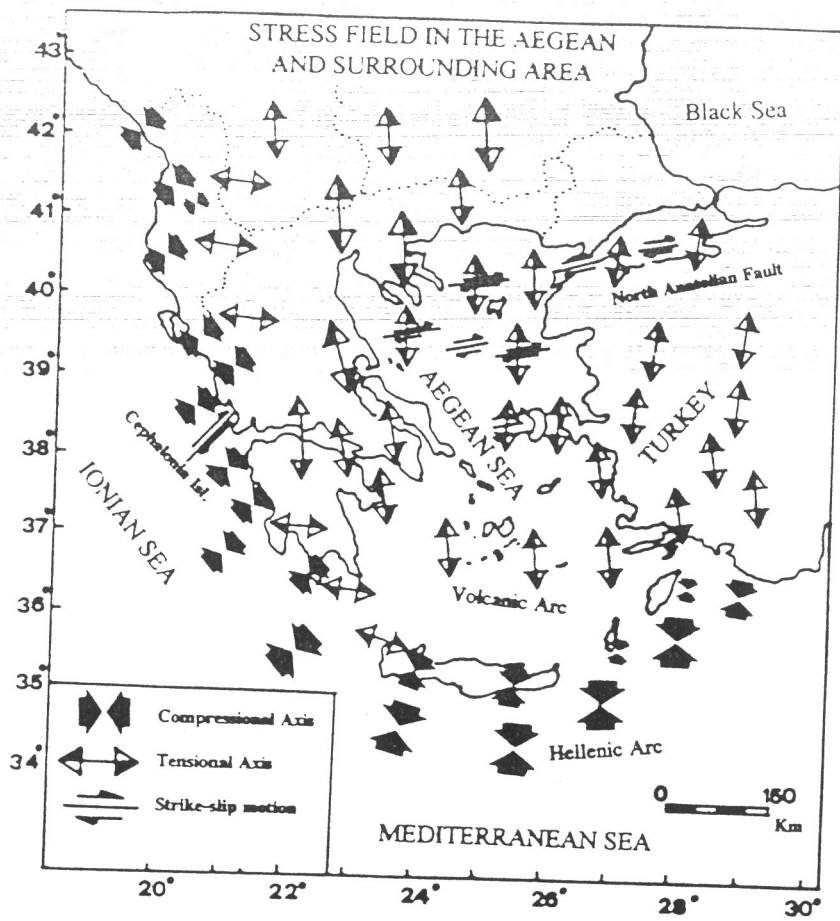 STRESS FIELD IN THE AEGEAN
AND SURROUNDING AREA
Black Sea
North Anatolian Fault
AEGEAN SEA
TURKEY
Cephalonia Isl.
IONIAN SEA
Volcanic Arc
Hellenic Arc
MEDITERRANEAN SEA
Compressional Axis
Tensional Axis
Strike-slip motion
0 160
Km
43°
42°
41°
40°
39°
38°
37°
36°
35°
34°
20° 22° 24° 26° 28° 30°